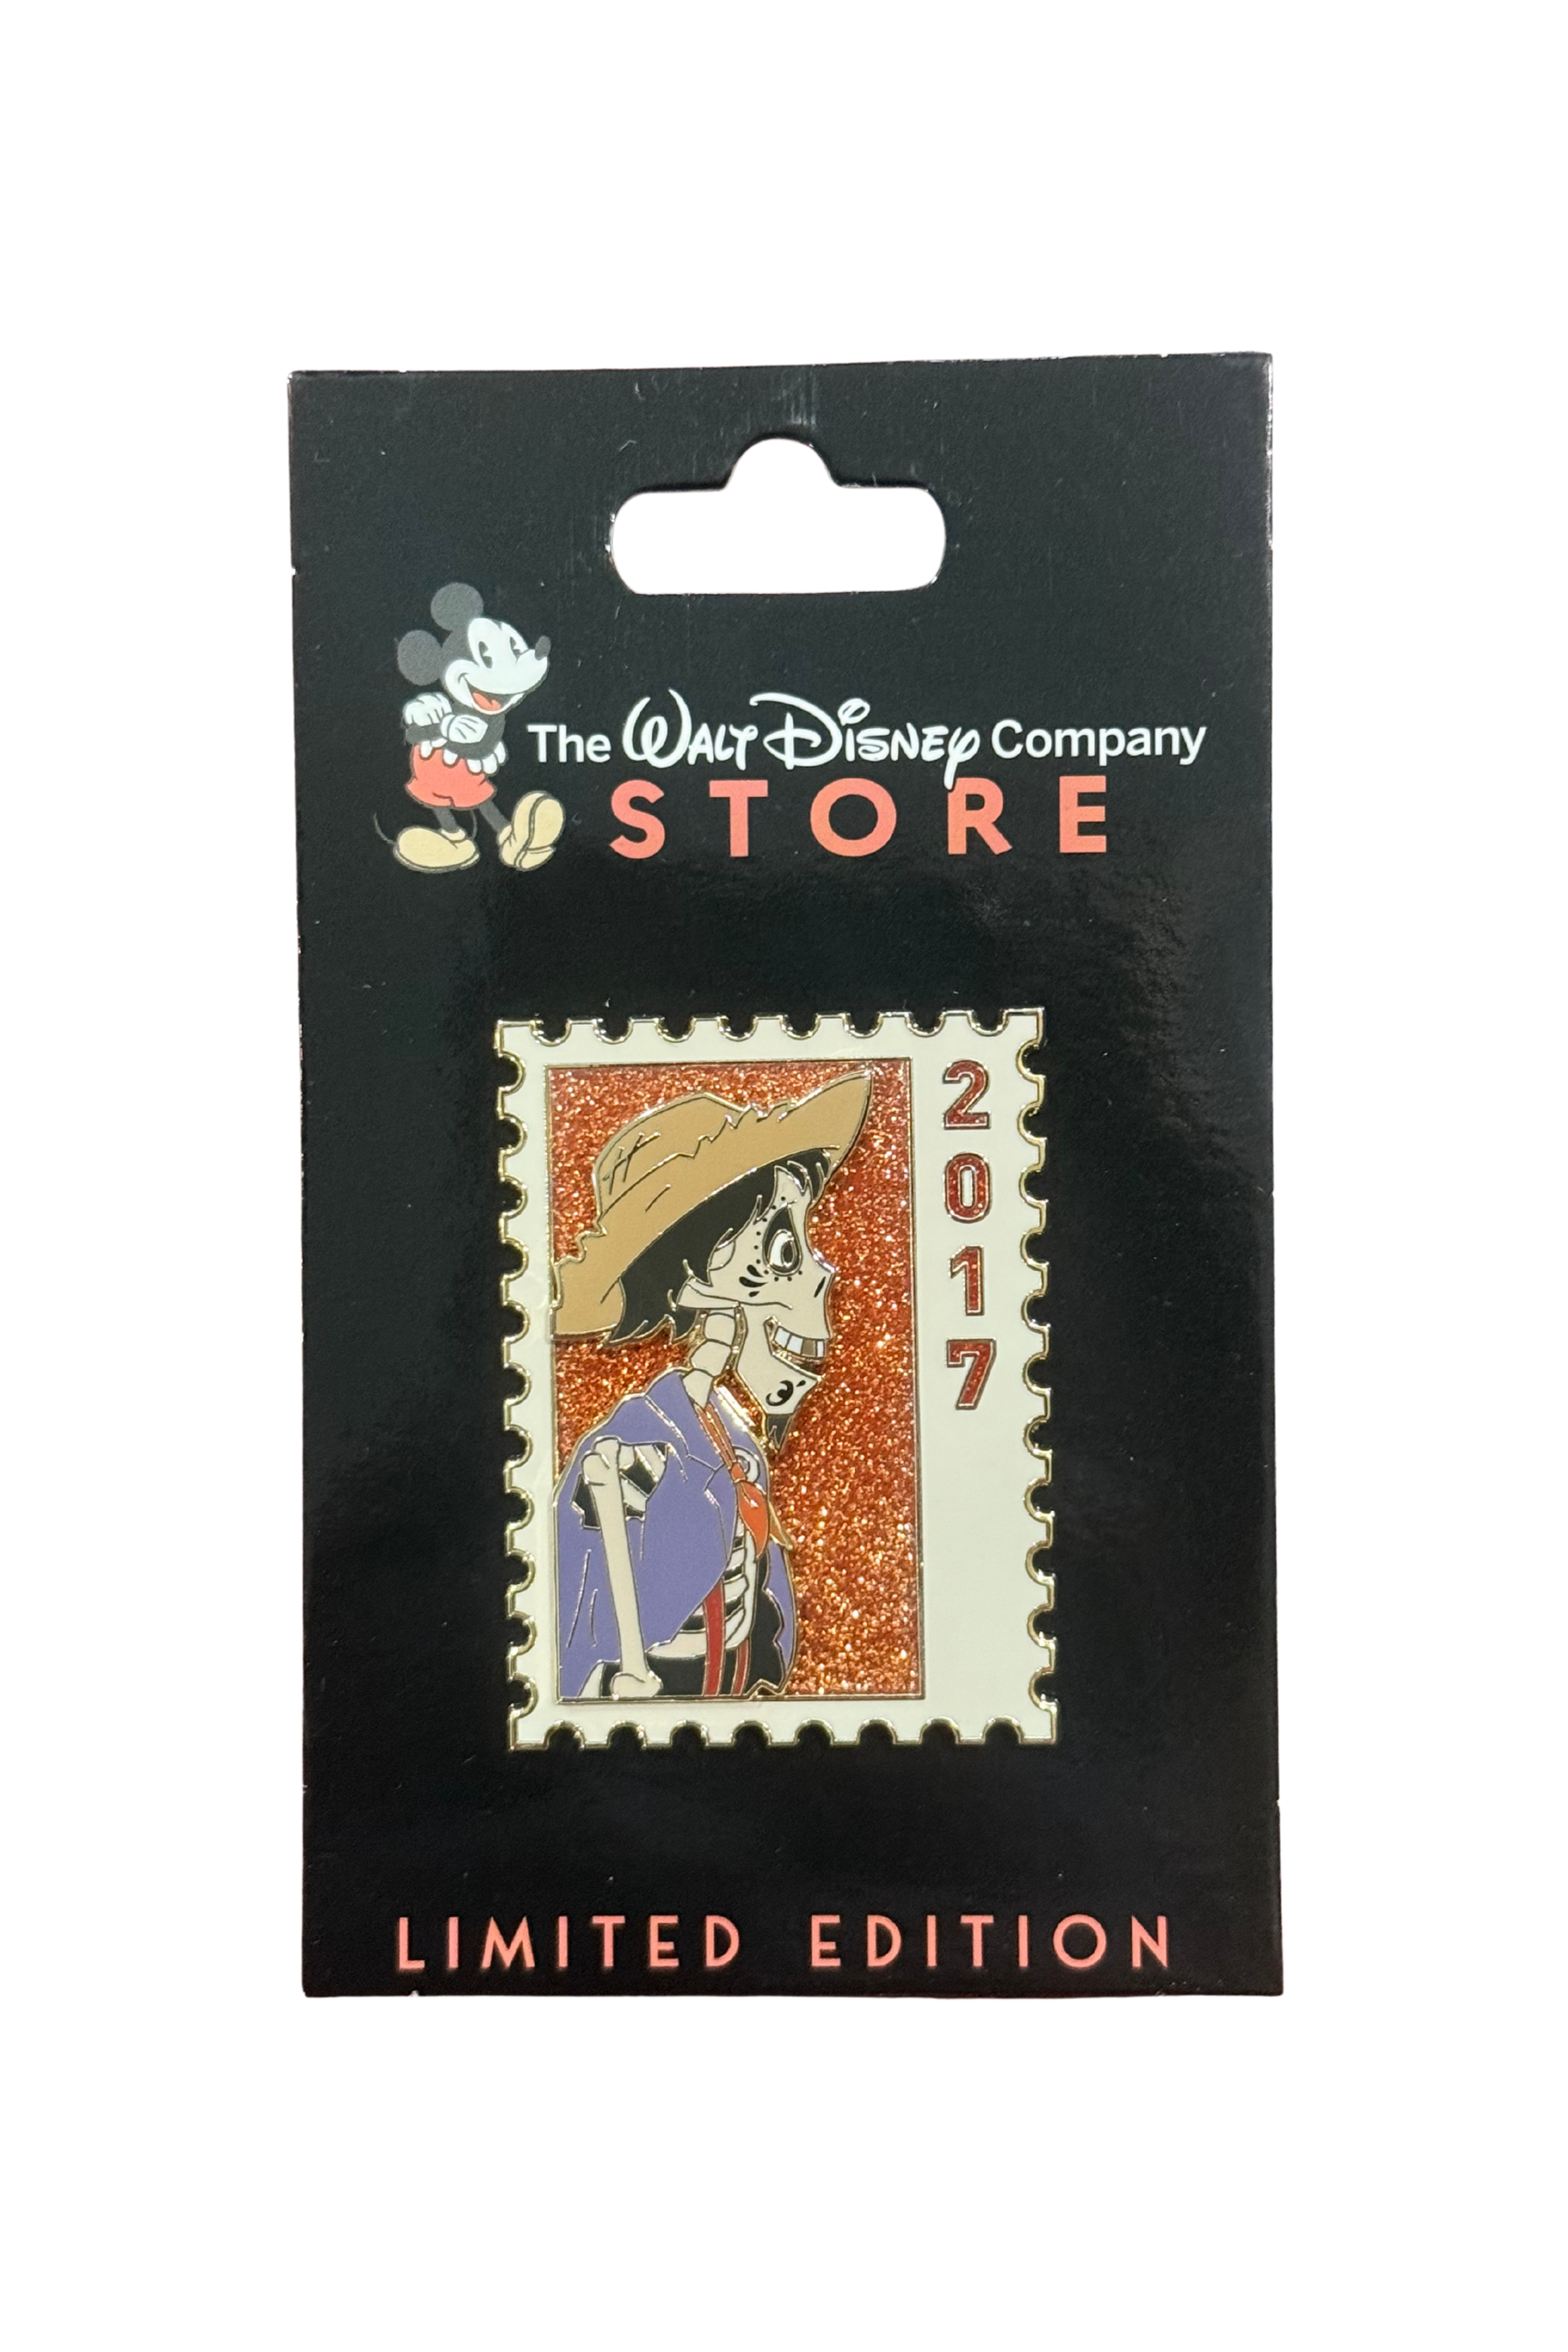 The WALT DISNEY Company
STORE
2017
LIMITED EDITION